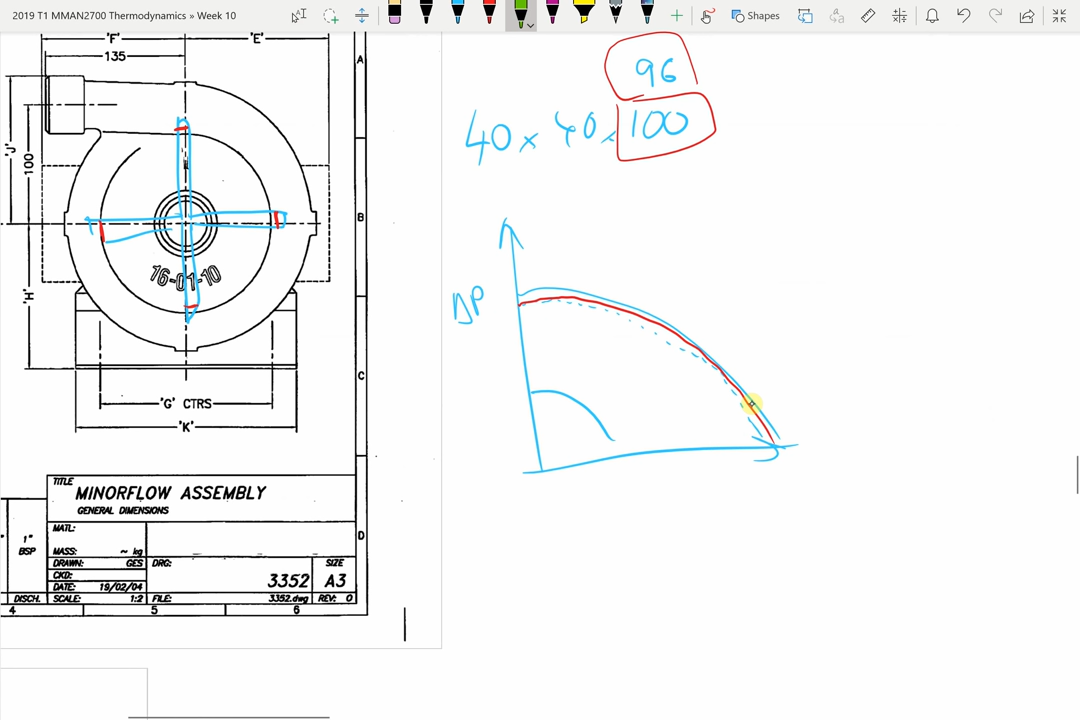 2019 T1 MMAN2700 Thermodynamics » Week 10
Shapes
'F'
'E'
135
A
'J'
100
B
16-01-10
'H'
C
'G' CTRS
'K'
TITLE
MINORFLOW ASSEMBLY
GENERAL DIMENSIONS
MATL:
D
1"
BSP
MASS: ~ kg
DRAWN: GES DRG: SIZE
CKD: 3352 A3
DATE: 19/02/04
DISCH. SCALE: 1:2 FILE: 3352.dwg REV: 0
4 5 6
96
40 x 40 x 100
ΔP